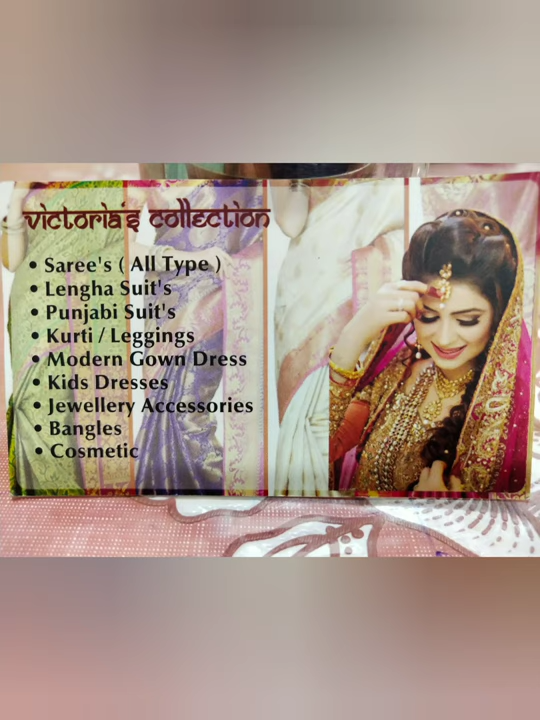 Victoria's Collection
• Saree's ( All Type )
• Lengha Suit's
• Punjabi Suit's
• Kurti / Leggings
• Modern Gown Dress
• Kids Dresses
• Jewellery Accessories
• Bangles
• Cosmetic